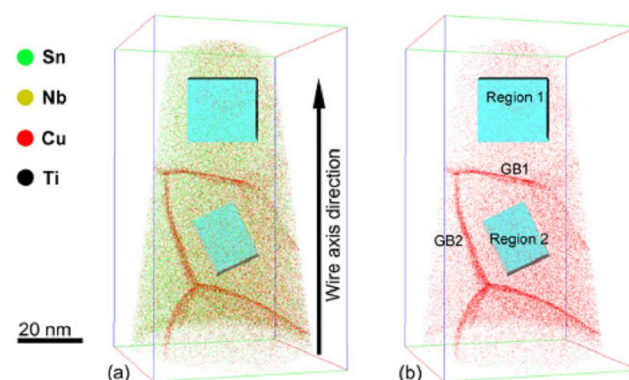 Sn
Nb
Cu
Ti
20 nm
Wire axis direction
(a)
Region 1
GB1
GB2
Region 2
(b)